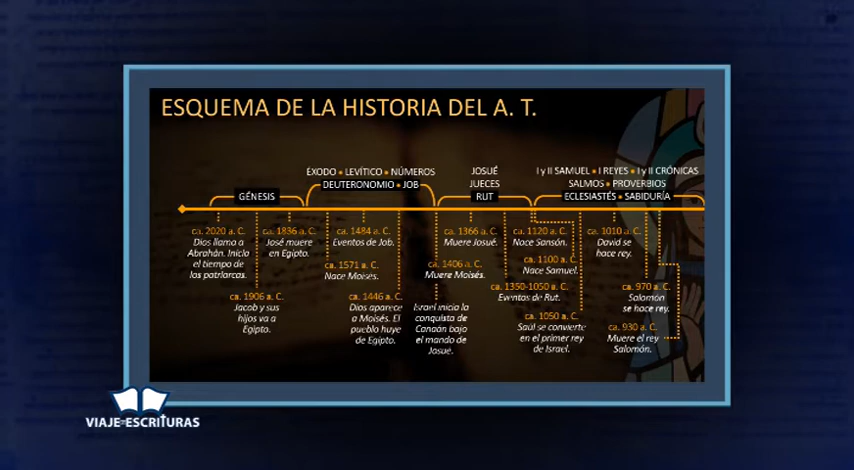 ESQUEMA DE LA HISTORIA DEL A. T.
ÉXODO • LEVÍTICO • NÚMEROS
DEUTERONOMIO • JOB
JOSUÉ
JUECES
RUT
I y II SAMUEL • I REYES • I y II CRÓNICAS
SALMOS • PROVERBIOS
ECLESIASTÉS • SABIDURÍA
GÉNESIS
ca. 2020 a. C.
Dios llama a
Abrahán. Inicia
el tiempo de
los patriarcas.
ca. 1906 a. C.
Jacob y sus
hijos va a
Egipto.
ca. 1836 a. C.
José muere
en Egipto.
ca. 1571 a. C.
Nace Moisés.
ca. 1484 a. C.
Eventos de Job.
ca. 1446 a. C.
Dios aparece
a Moisés. El
pueblo huye
de Egipto.
ca. 1406 a. C.
Muere Moisés.
Israel inicia la
conquista de
Canaán bajo
el mando de
Josué.
ca. 1366 a. C.
Muere Josué.
ca. 1350-1050 a. C.
Eventos de Rut.
ca. 1120 a. C.
Nace Sansón.
ca. 1100 a. C.
Nace Samuel.
ca. 1050 a. C.
Saúl se convierte
en el primer rey
de Israel.
ca. 1010 a. C.
David se
hace rey.
ca. 970 a. C.
Salomón
se hace rey.
ca. 930 a. C.
Muere el rey
Salomón.
VIAJE
ESCRITURAS